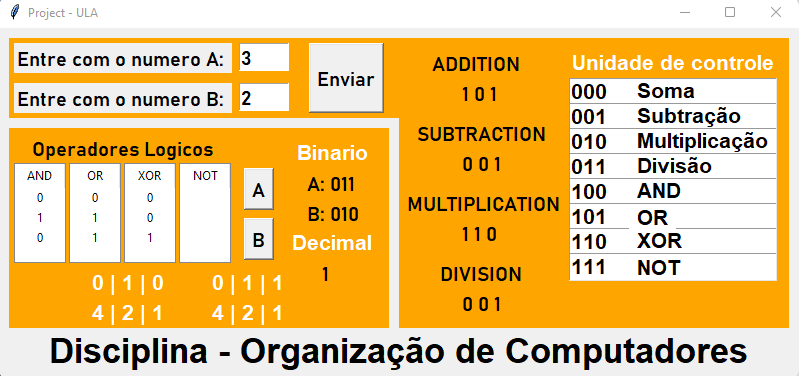 Project - ULA
Entre com o numero A: 3
Entre com o numero B: 2
Enviar
Operadores Logicos
AND OR XOR NOT
0 0 0
1 1 0
0 1 1
A
B
Binario
A: 011
B: 010
Decimal
1
0 | 1 | 0 0 | 1 | 1
4 | 2 | 1 4 | 2 | 1
ADDITION
1 0 1
SUBTRACTION
0 0 1
MULTIPLICATION
1 1 0
DIVISION
0 0 1
Unidade de controle
000 Soma
001 Subtração
010 Multiplicação
011 Divisão
100 AND
101 OR
110 XOR
111 NOT
Disciplina - Organização de Computadores